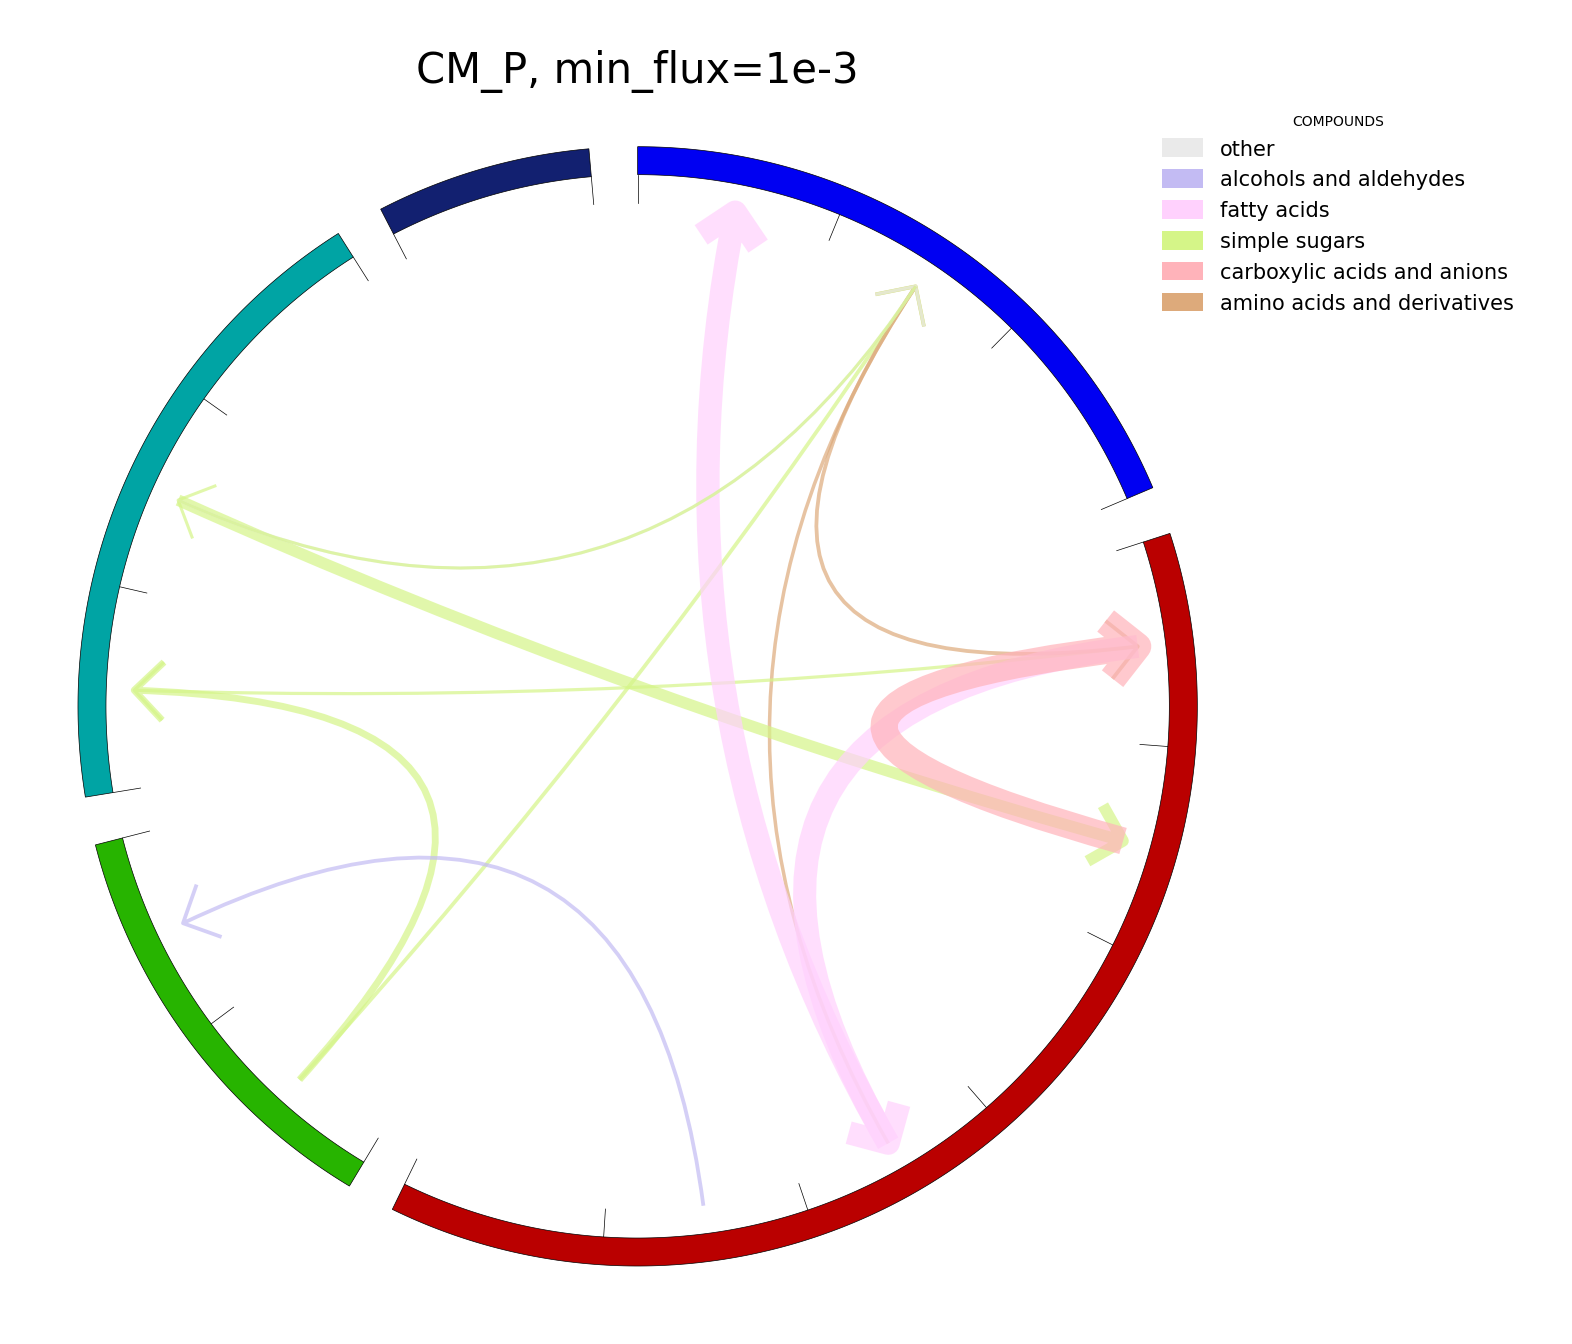 CM_P, min_flux=1e-3
COMPOUNDS
other
alcohols and aldehydes
fatty acids
simple sugars
carboxylic acids and anions
amino acids and derivatives